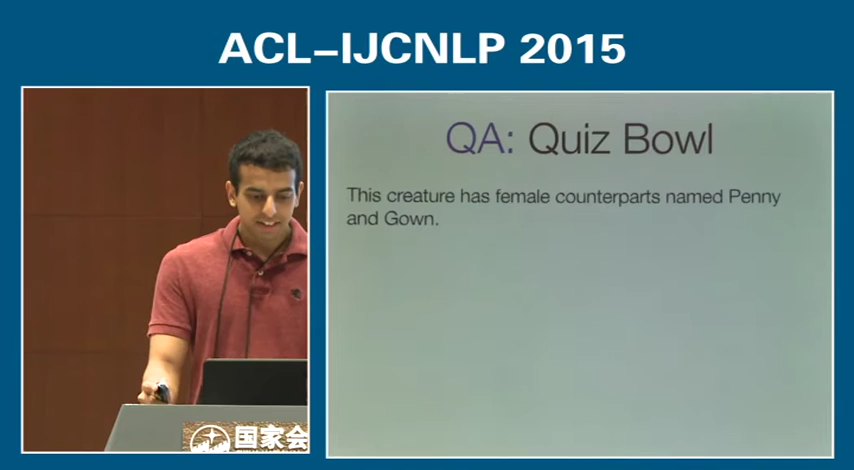 ACL–IJCNLP 2015
QA: Quiz Bowl
This creature has female counterparts named Penny
and Gown.
国家会